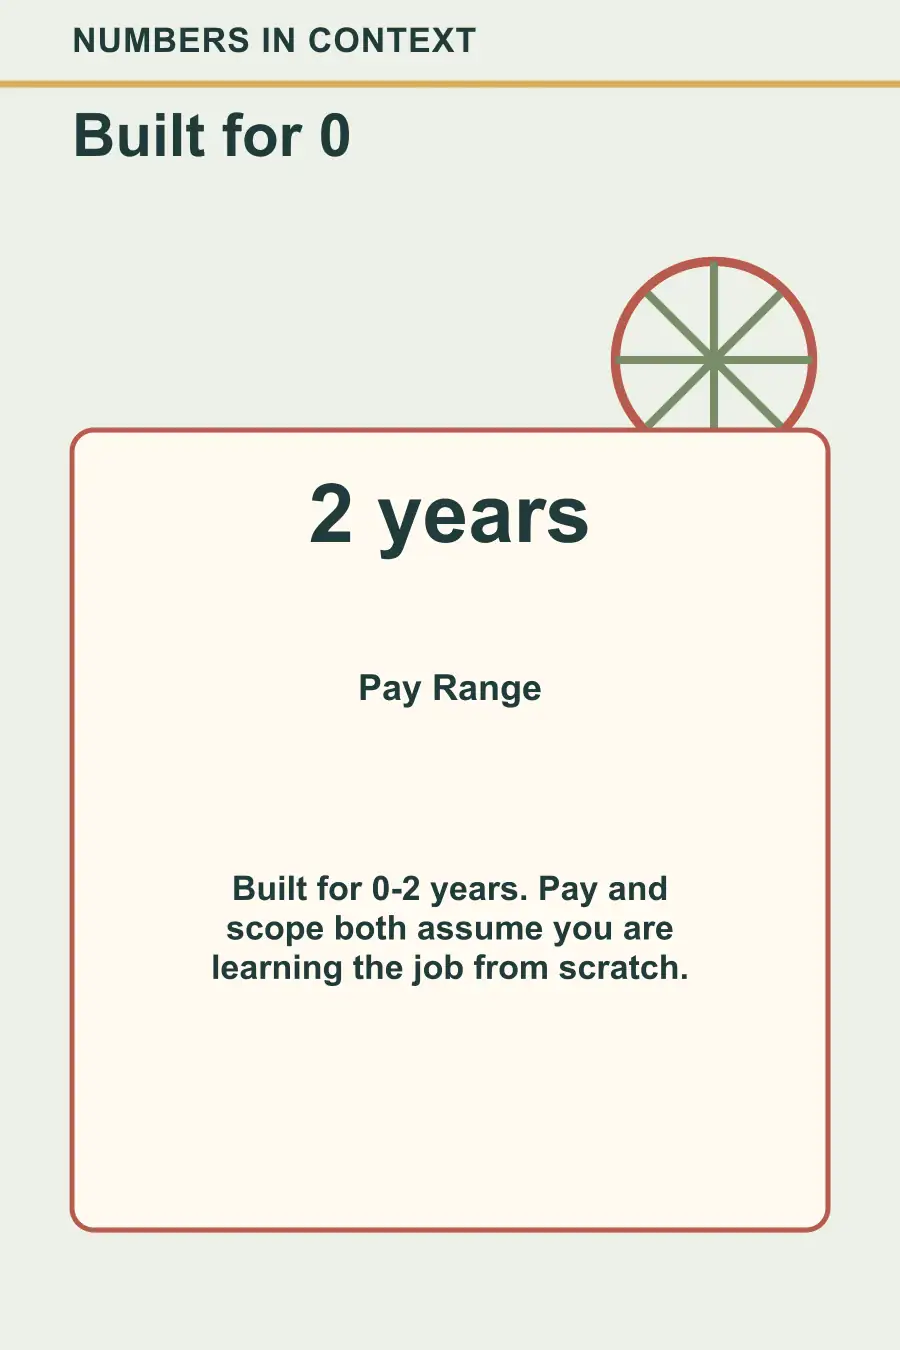 NUMBERS IN CONTEXT
Built for 0
2 years
Pay Range
Built for 0-2 years. Pay and
scope both assume you are
learning the job from scratch.